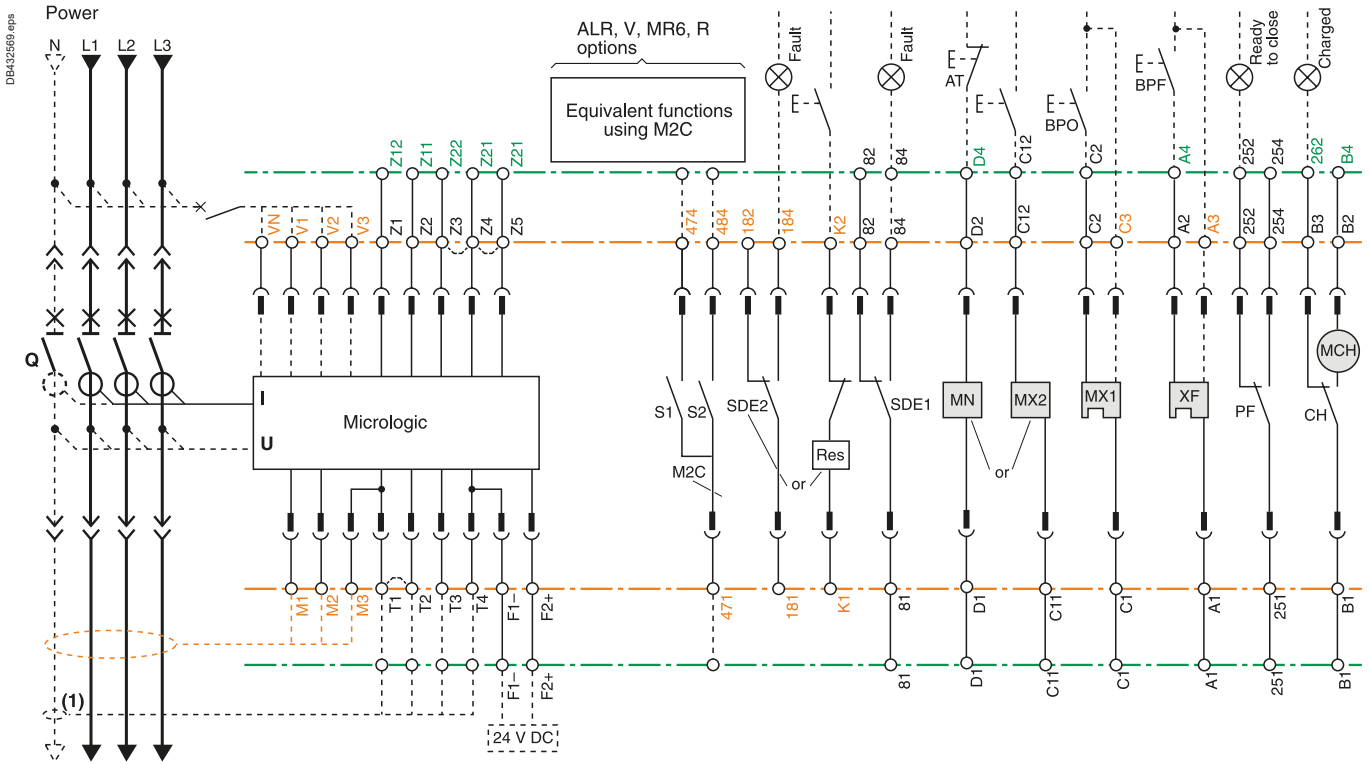 DB432569.eps
Power
N L1 L2 L3
ALR, V, MR6, R
options
Equivalent functions
using M2C
Fault
Fault
AT
BPO
BPF
Ready
to close
Charged
Z12 Z11 Z22 Z21 Z21
82 84 D4 C12 C2 A4 252 254 262 B4
VN V1 V2 V3 Z1 Z2 Z3 Z4 Z5 474 484 182 184 K2 82 84 D2 C12 C2 C3 A2 A3 252 254 B3 B2
Q
I
U
Micrologic
S1 S2 SDE2 SDE1 MN MX2 MX1 XF PF CH MCH
Res
M2C
or
or
M1 M2 M3 T1 T2 T3 T4 F1– F2+ 471 181 K1 81 D1 C11 C1 A1 251 B1
F1– F2+ 81 D1 C11 C1 A1 251 B1
(1)
24 V DC